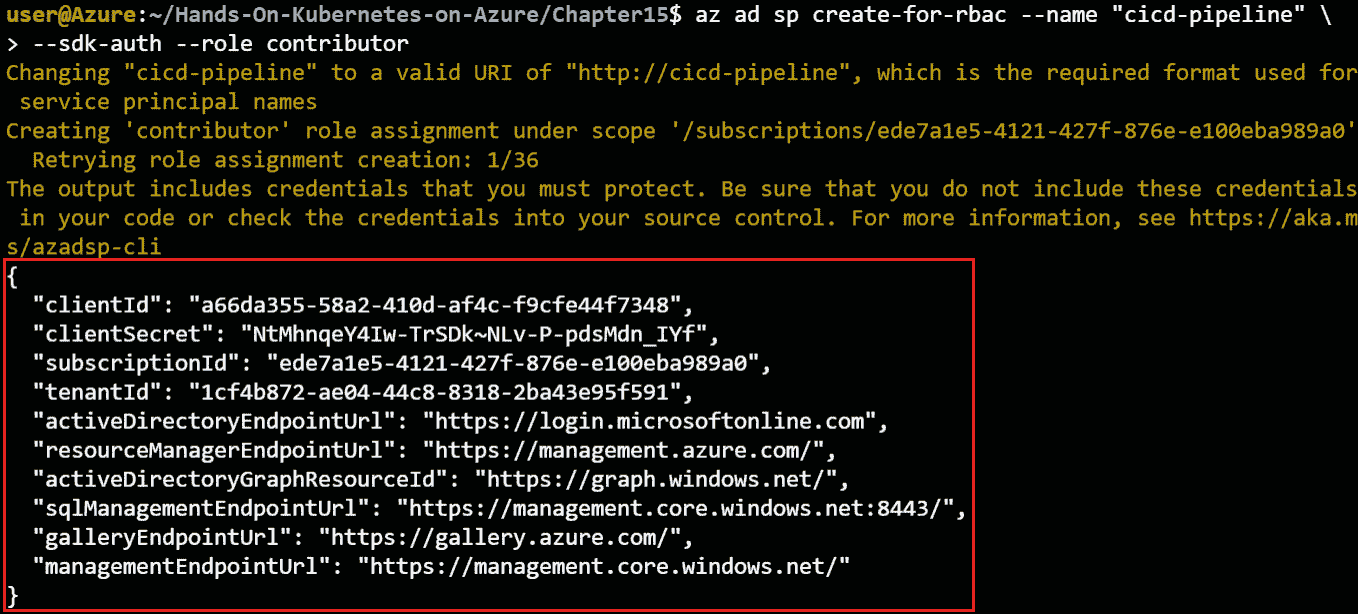 user@Azure:~/Hands-On-Kubernetes-on-Azure/Chapter15$ az ad sp create-for-rbac --name "cicd-pipeline" \
> --sdk-auth --role contributor
Changing "cicd-pipeline" to a valid URI of "http://cicd-pipeline", which is the required format used for
 service principal names
Creating 'contributor' role assignment under scope '/subscriptions/ede7a1e5-4121-427f-876e-e100eba989a0'
  Retrying role assignment creation: 1/36
The output includes credentials that you must protect. Be sure that you do not include these credentials
 in your code or check the credentials into your source control. For more information, see https://aka.m
s/azadsp-cli
{
  "clientId": "a66da355-58a2-410d-af4c-f9cfe44f7348",
  "clientSecret": "NtMhnqeY4Iw-TrSDk~NLv-P-pdsMdn_IYf",
  "subscriptionId": "ede7a1e5-4121-427f-876e-e100eba989a0",
  "tenantId": "1cf4b872-ae04-44c8-8318-2ba43e95f591",
  "activeDirectoryEndpointUrl": "https://login.microsoftonline.com",
  "resourceManagerEndpointUrl": "https://management.azure.com/",
  "activeDirectoryGraphResourceId": "https://graph.windows.net/",
  "sqlManagementEndpointUrl": "https://management.core.windows.net:8443/",
  "galleryEndpointUrl": "https://gallery.azure.com/",
  "managementEndpointUrl": "https://management.core.windows.net/"
}